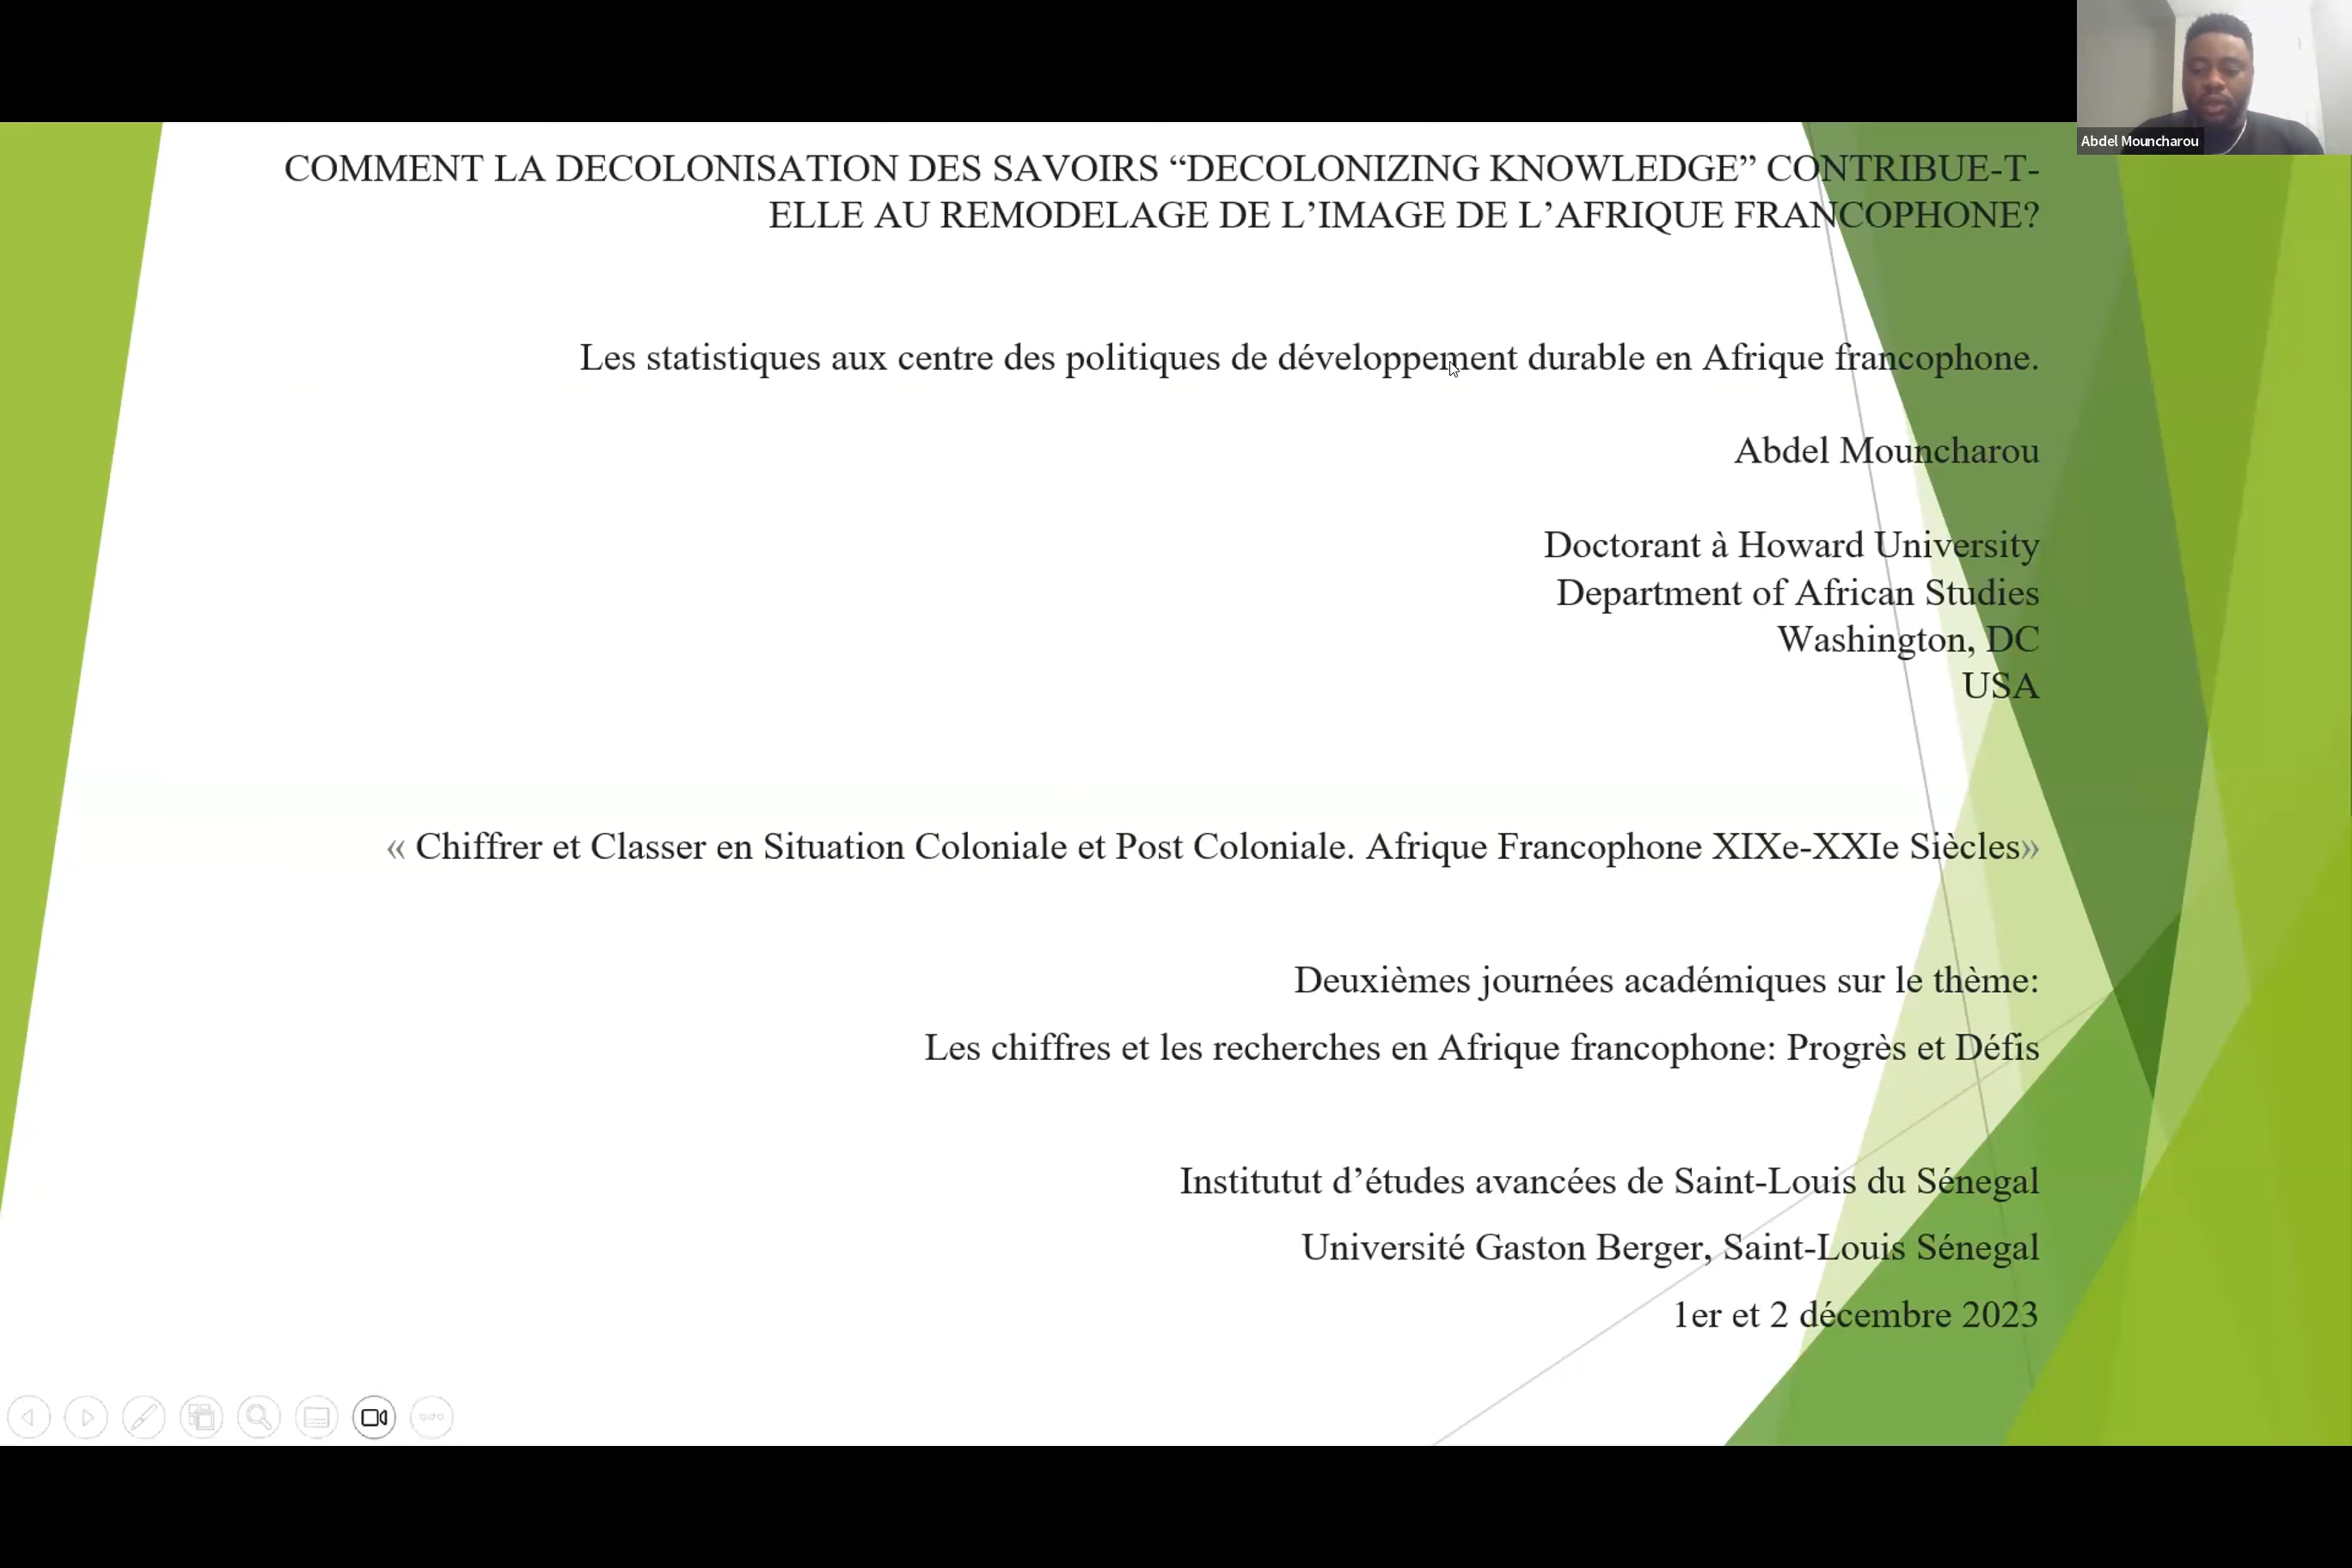 Abdel Mouncharou
COMMENT LA DECOLONISATION DES SAVOIRS “DECOLONIZING KNOWLEDGE” CONTRIBUE-T-
ELLE AU REMODELAGE DE L’IMAGE DE L’AFRIQUE FRANCOPHONE?
Les statistiques aux centre des politiques de développement durable en Afrique francophone.
Abdel Mouncharou
Doctorant à Howard University
Department of African Studies
Washington, DC
USA
« Chiffrer et Classer en Situation Coloniale et Post Coloniale. Afrique Francophone XIXe-XXIe Siècles»
Deuxièmes journées académiques sur le thème:
Les chiffres et les recherches en Afrique francophone: Progrès et Défis
Institutut d’études avancées de Saint-Louis du Sénegal
Université Gaston Berger, Saint-Louis Sénegal
1er et 2 décembre 2023